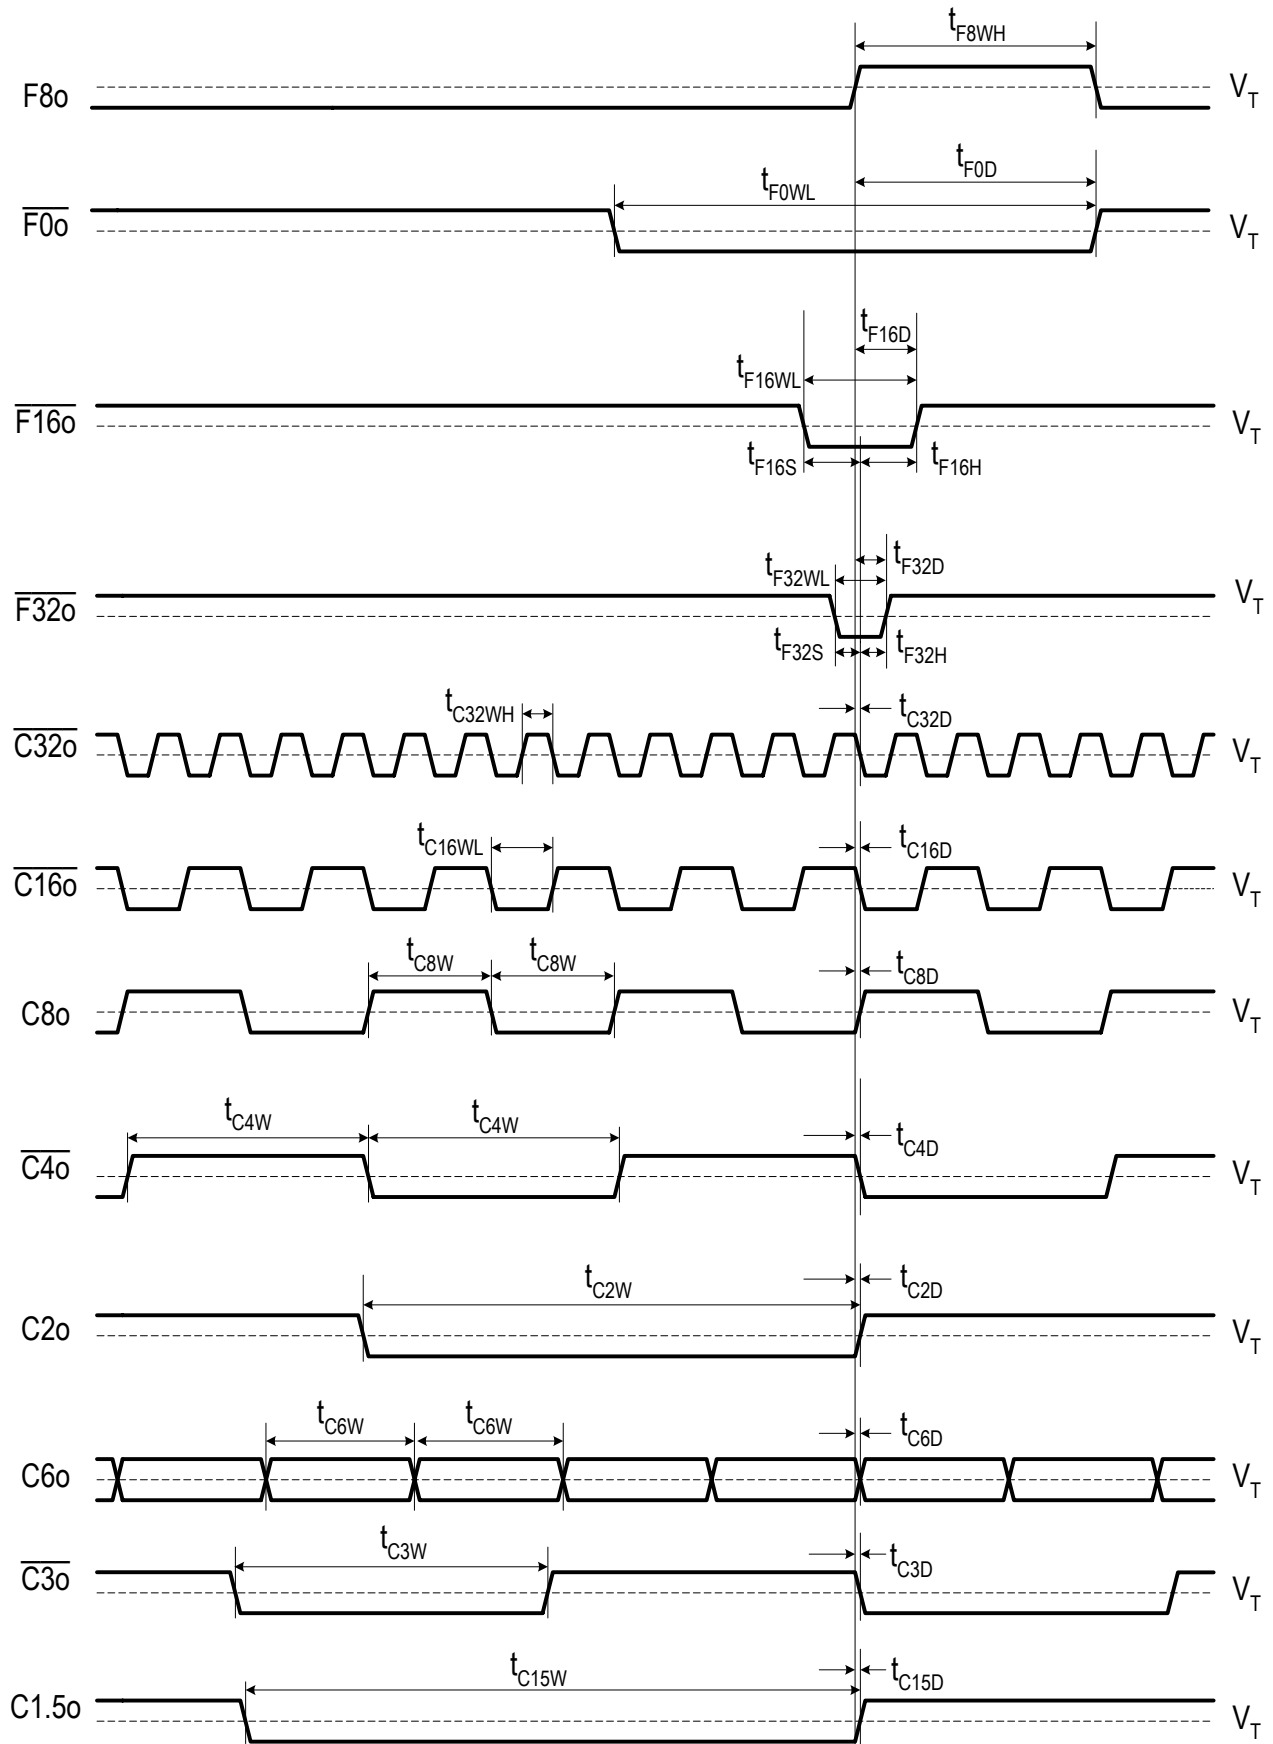 tF8WH
F8o VT
tF0D
tF0WL
F0o VT
tF16D
tF16WL
F16o VT
tF16S tF16H
tF32WL tF32D
F32o VT
tF32S tF32H
tC32WH tC32D
C32o VT
tC16WL tC16D
C16o VT
tC8W tC8W tC8D
C8o VT
tC4W tC4W tC4D
C4o VT
tC2W tC2D
C2o VT
tC6W tC6W tC6D
C6o VT
tC3W tC3D
C3o VT
tC15W tC15D
C1.5o VT